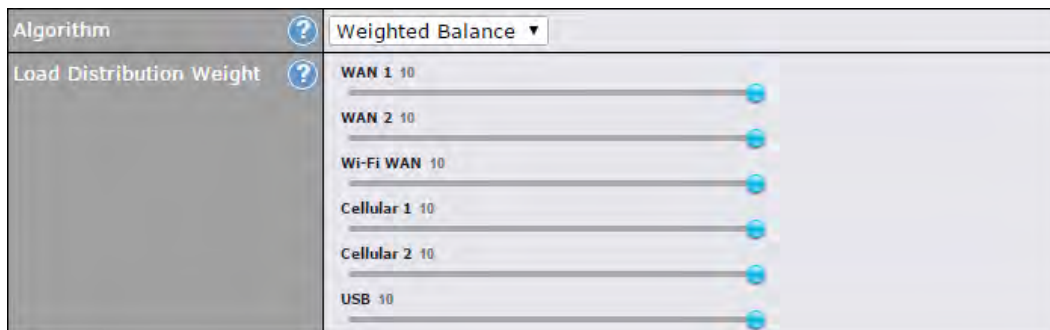 Algorithm ? Weighted Balance ▼
Load Distribution Weight ? WAN 1 10
WAN 2 10
Wi-Fi WAN 10
Cellular 1 10
Cellular 2 10
USB 10